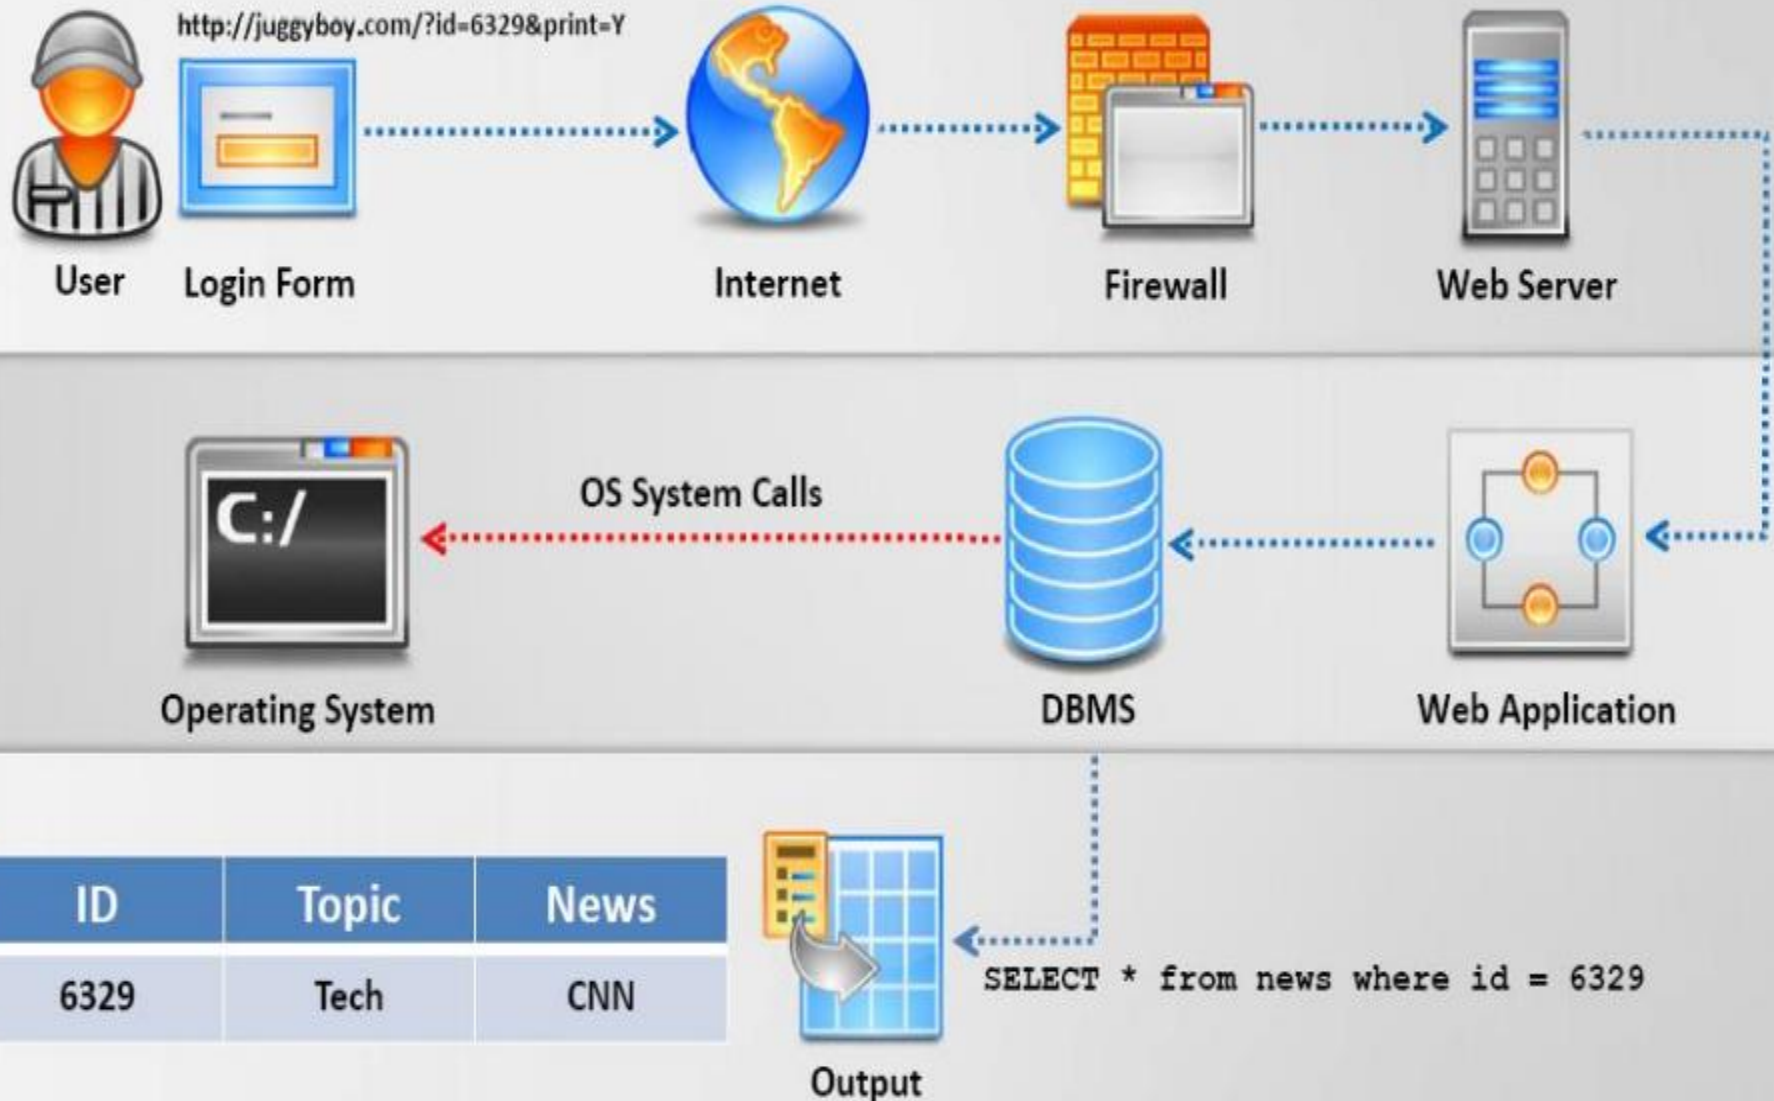 http://juggyboy.com/?id=6329&print=Y
User
Login Form
Internet
Firewall
Web Server
C:/
OS System Calls
Operating System
DBMS
Web Application
ID Topic News
6329 Tech CNN
SELECT * from news where id = 6329
Output